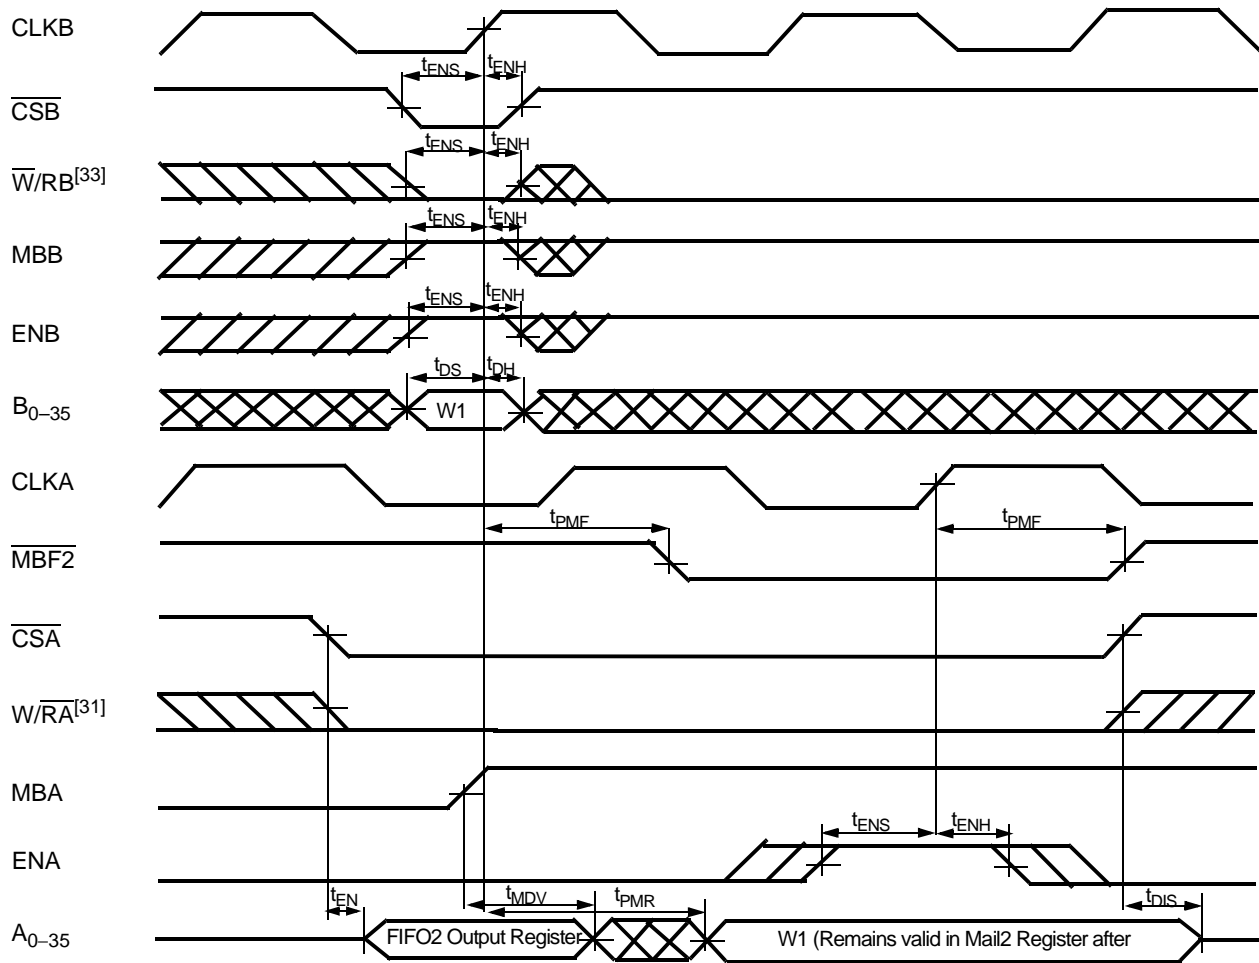 CLKB
tENS tENH
CSB
tENS tENH
W/RB[33]
tENS tENH
MBB
tENS tENH
ENB
tDS tDH
B0–35 W1
CLKA
tPMF tPMF
MBF2
CSA
W/RA[31]
MBA
tENS tENH
ENA
tEN tMDV tPMR tDIS
A0–35 FIFO2 Output Register W1 (Remains valid in Mail2 Register after